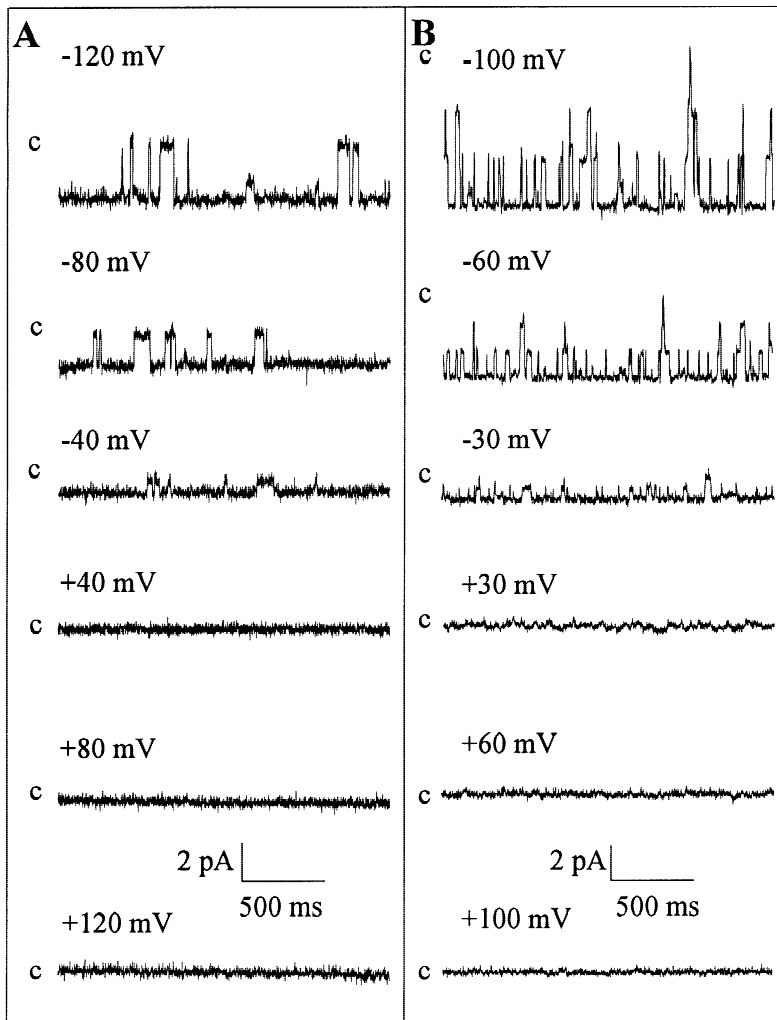 A
-120 mV
c
-80 mV
c
-40 mV
c
+40 mV
c
+80 mV
c
2 pA
500 ms
+120 mV
c
B
c
-100 mV
-60 mV
c
-30 mV
c
+30 mV
c
+60 mV
c
2 pA
500 ms
+100 mV
c